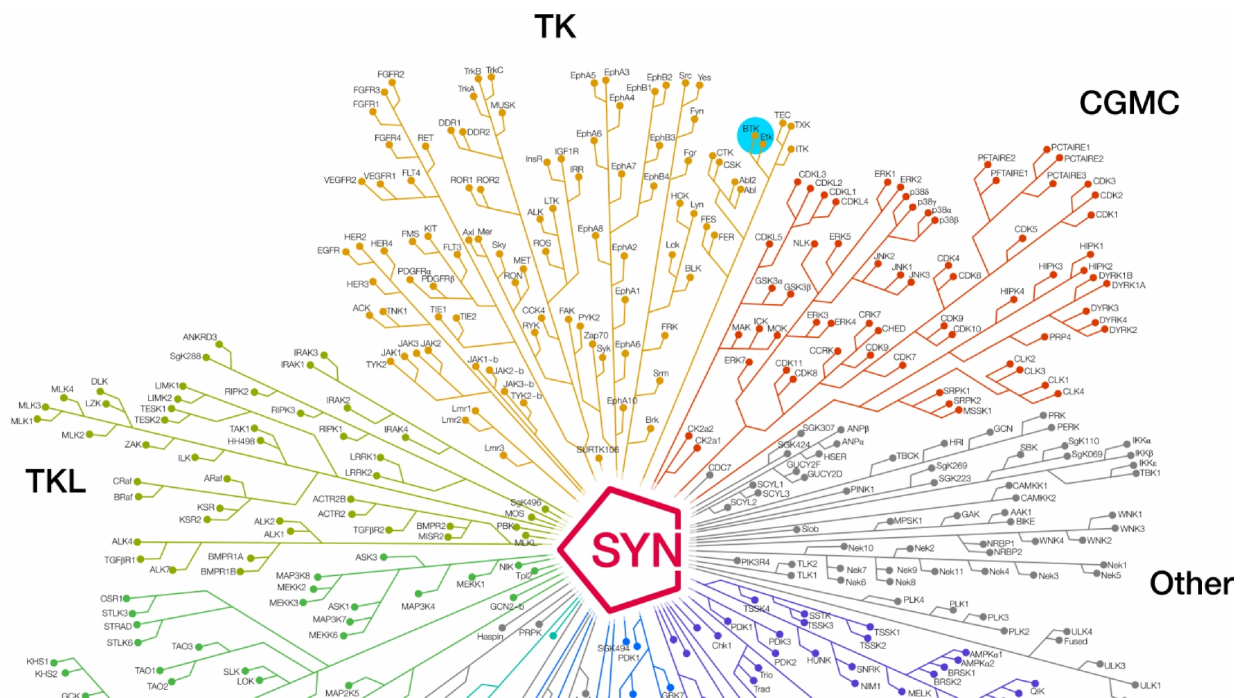 TK
CGMC
TKL
Other
SYN
FGFR2
FGFR3
FGFR1
FGFR4
RET
TrkB
TrkC
TrkA
MUSK
DDR1
DDR2
VEGFR2
VEGFR1
FLT4
ROR1
ROR2
InsR
IGF1R
IRR
EphA5
EphA3
EphA4
EphA6
EphA7
EphB1
EphB2
EphB3
EphB4
Src
Yes
Fyn
Fgr
CTK
CSK
Abl2
Abl
BTK
Etk
TEC
TXK
ITK
HER2
EGFR
HER4
HER3
FMS
KIT
FLT3
PDGFRα
PDGFRβ
Axl
Mer
Sky
MET
RON
ALK
LTK
ROS
EphA8
EphA2
EphA1
EphA6
EphA10
HCK
Lyn
Lck
BLK
FES
FER
FRK
Srm
Brk
ACK
TNK1
TIE1
TIE2
CCK4
RYK
FAK
PYK2
Zap70
Syk
JAK1
TYK2
JAK3
JAK2
JAK1~b
JAK2~b
JAK3~b
TYK2~b
Lmr1
Lmr2
Lmr3
SURTK106
CDKL3
CDKL2
CDKL1
CDKL4
CDKL5
ERK1
ERK2
p38δ
p38γ
p38α
p38β
NLK
ERK5
JNK2
JNK1
JNK3
GSK3α
GSK3β
PFTAIRE2
PFTAIRE1
PCTAIRE1
PCTAIRE2
PCTAIRE3
CDK3
CDK2
CDK1
CDK5
CDK4
CDK6
HIPK1
HIPK2
HIPK3
HIPK4
DYRK1B
DYRK1A
DYRK3
DYRK4
DYRK2
PRP4
MAK
ICK
MOK
ERK3
ERK4
ERK7
CRK7
CHED
CCRK
CDK9
CDK9
CDK10
CDK11
CDK8
CDK7
CLK2
CLK3
CLK1
CLK4
SRPK1
SRPK2
MSSK1
CK2a2
CK2a1
ANKRD3
SgK288
IRAK3
IRAK1
IRAK2
IRAK4
DLK
MLK4
LZK
MLK3
MLK1
MLK2
LIMK1
LIMK2
TESK1
TESK2
RIPK2
RIPK3
RIPK1
TAK1
HH498
ZAK
ILK
LRRK1
LRRK2
CRaf
BRaf
ARaf
KSR
KSR2
ACTR2B
ACTR2
ALK2
ALK1
TGFβR2
BMPR2
MISR2
ALK4
TGFβR1
ALK7
BMPR1A
BMPR1B
SgK496
MOS
PBK
MLKL
CDC7
SGK307
SGK424
ANPβ
ANPα
HSER
GUCY2F
GUCY2D
SCYL1
SCYL3
SCYL2
TBCK
HRI
GCN
PRK
PERK
SBK
SgK110
SgK069
IKKα
IKKβ
IKKε
TBK1
SgK269
SGK223
PINK1
CAMKK1
CAMKK2
Slob
MPSK1
GAK
AAK1
BIKE
WNK1
WNK3
WNK4
WNK2
NRBP1
NRBP2
PIK3R4
TLK2
TLK1
Nek10
Nek2
Nek7
Nek6
Nek9
Nek8
Nek11
Nek4
Nek3
Nek1
Nek5
PLK4
PLK1
PLK3
PLK2
ULK4
Fused
ULK3
ULK1
ASK3
NIK
Tpl2
MEKK1
GCN2~b
MAP3K8
MEKK2
MEKK3
ASK1
MAP3K4
MAP3K7
MEKK6
OSR1
STLK3
STRAD
STLK6
TAO3
TAO1
TAO2
SLK
LOK
KHS1
KHS2
GCK
MAP2K5
Haspin
PRPK
SGK494
PDK1
GRK7
Chk1
PDK1
PDK3
PDK2
Trio
Trad
TSSK4
SSTK
TSSK3
TSSK1
TSSK2
HUNK
SNRK
NIM1
MELK
AMPKα1
AMPKα2
BRSK1
BRSK2
QIK